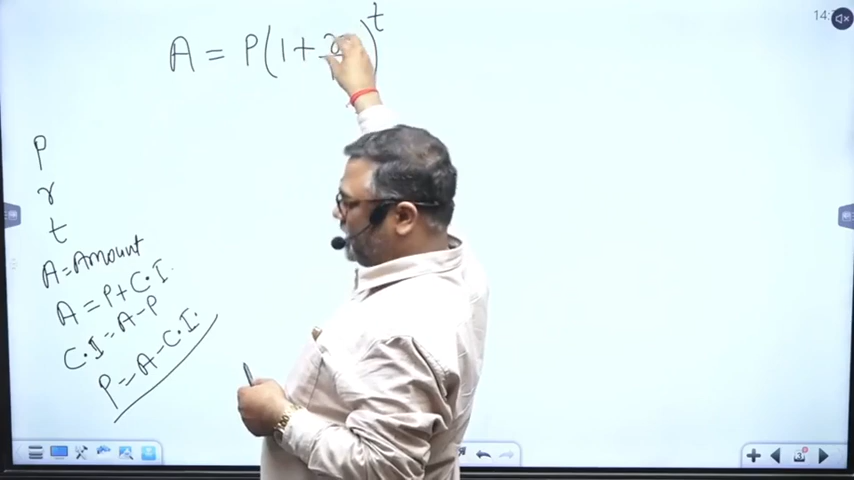 A = P(1+
t
P
r
t
A = Amount
A = P + C.I.
C.I = A - P
P = A - C.I.